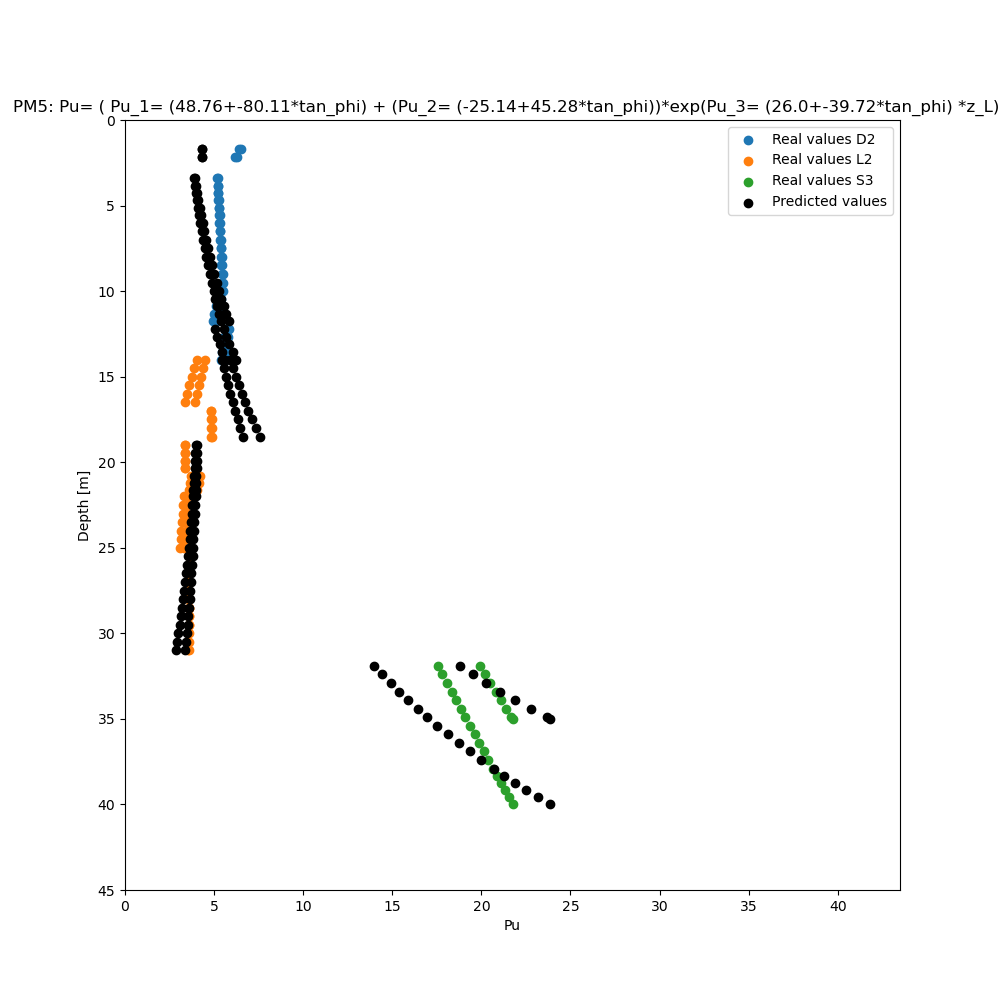 PM5: Pu= ( Pu_1= (48.76+-80.11*tan_phi) + (Pu_2= (-25.14+45.28*tan_phi))*exp(Pu_3= (26.0+-39.72*tan_phi) *z_L)
Real values D2
Real values L2
Real values S3
Predicted values
0
5
10
15
20
25
30
35
40
45
Depth [m]
0 5 10 15 20 25 30 35 40
Pu